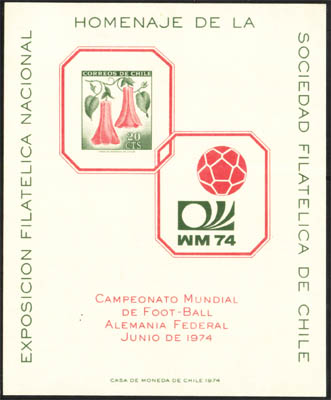 HOMENAJE DE LA
SOCIEDAD FILATELICA DE CHILE
EXPOSICION FILATELICA NACIONAL
CORREOS DE CHILE
20
CTS
WM 74
CAMPEONATO MUNDIAL
DE FOOT-BALL
ALEMANIA FEDERAL
JUNIO DE 1974
CASA DE MONEDA DE CHILE 1974